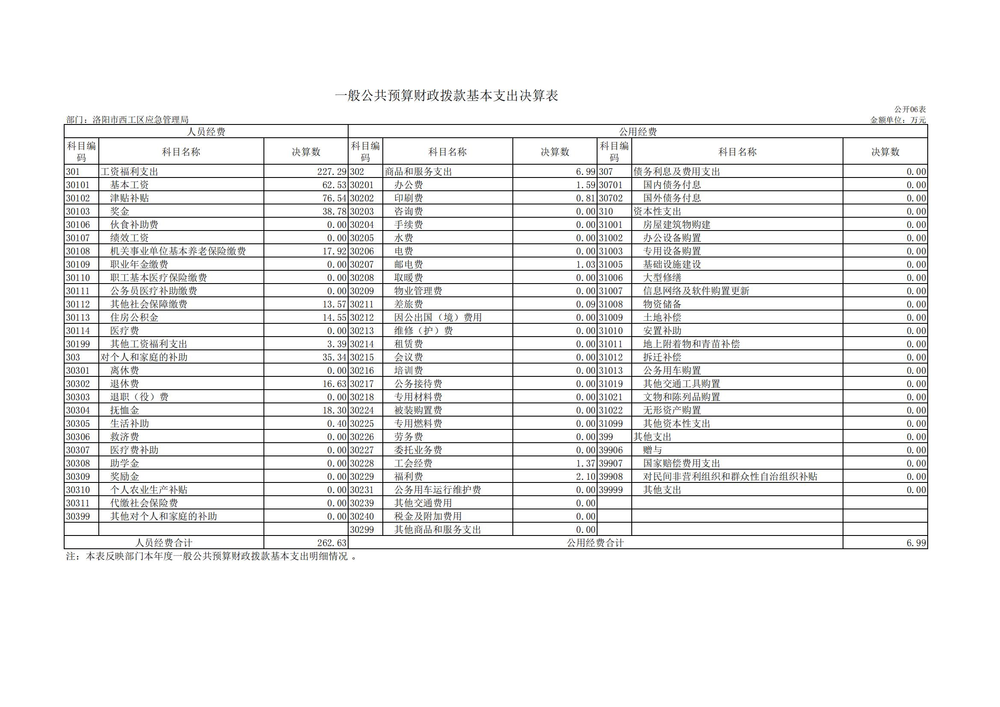 一般公共预算财政拨款基本支出决算表
公开06表
部门：洛阳市西工区应急管理局 金额单位：万元
人员经费 公用经费
科目编码 科目名称 决算数 科目编码 科目名称 决算数 科目编码 科目名称 决算数
301 工资福利支出 227.29 302 商品和服务支出 6.99 307 债务利息及费用支出 0.00
30101 基本工资 62.53 30201 办公费 1.59 30701 国内债务付息 0.00
30102 津贴补贴 76.54 30202 印刷费 0.81 30702 国外债务付息 0.00
30103 奖金 38.78 30203 咨询费 0.00 310 资本性支出 0.00
30106 伙食补助费 0.00 30204 手续费 0.00 31001 房屋建筑物购建 0.00
30107 绩效工资 0.00 30205 水费 0.00 31002 办公设备购置 0.00
30108 机关事业单位基本养老保险缴费 17.92 30206 电费 0.00 31003 专用设备购置 0.00
30109 职业年金缴费 0.00 30207 邮电费 1.03 31005 基础设施建设 0.00
30110 职工基本医疗保险缴费 0.00 30208 取暖费 0.00 31006 大型修缮 0.00
30111 公务员医疗补助缴费 0.00 30209 物业管理费 0.00 31007 信息网络及软件购置更新 0.00
30112 其他社会保障缴费 13.57 30211 差旅费 0.09 31008 物资储备 0.00
30113 住房公积金 14.55 30212 因公出国（境）费用 0.00 31009 土地补偿 0.00
30114 医疗费 0.00 30213 维修（护）费 0.00 31010 安置补助 0.00
30199 其他工资福利支出 3.39 30214 租赁费 0.00 31011 地上附着物和青苗补偿 0.00
303 对个人和家庭的补助 35.34 30215 会议费 0.00 31012 拆迁补偿 0.00
30301 离休费 0.00 30216 培训费 0.00 31013 公务用车购置 0.00
30302 退休费 16.63 30217 公务接待费 0.00 31019 其他交通工具购置 0.00
30303 退职（役）费 0.00 30218 专用材料费 0.00 31021 文物和陈列品购置 0.00
30304 抚恤金 18.30 30224 被装购置费 0.00 31022 无形资产购置 0.00
30305 生活补助 0.40 30225 专用燃料费 0.00 31099 其他资本性支出 0.00
30306 救济费 0.00 30226 劳务费 0.00 399 其他支出 0.00
30307 医疗费补助 0.00 30227 委托业务费 0.00 39906 赠与 0.00
30308 助学金 0.00 30228 工会经费 1.37 39907 国家赔偿费用支出 0.00
30309 奖励金 0.00 30229 福利费 2.10 39908 对民间非营利组织和群众性自治组织补贴 0.00
30310 个人农业生产补贴 0.00 30231 公务用车运行维护费 0.00 39999 其他支出 0.00
30311 代缴社会保险费 0.00 30239 其他交通费用 0.00
30399 其他对个人和家庭的补助 0.00 30240 税金及附加费用 0.00
30299 其他商品和服务支出 0.00
人员经费合计 262.63 公用经费合计 6.99
注：本表反映部门本年度一般公共预算财政拨款基本支出明细情况 。